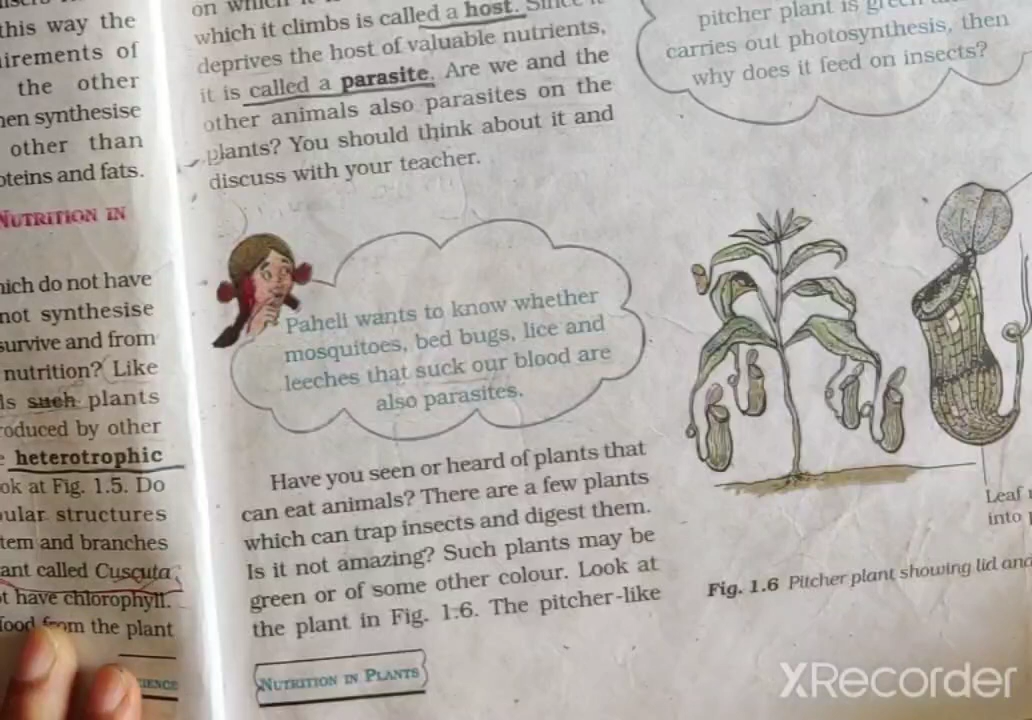 this way the
irements of
the other
en synthesise
other than
oteins and fats.
NUTRITION IN
ich do not have
not synthesise
survive and from
nutrition? Like
ls such plants
roduced by other
heterotrophic
ok at Fig. 1.5. Do
ular structures
tem and branches
ant called Cuscuta
t have chlorophyll.
food from the plant
CIENCE
on which it
which it climbs is called a host. Since it
deprives the host of valuable nutrients,
it is called a parasite. Are we and the
other animals also parasites on the
plants? You should think about it and
discuss with your teacher.
Paheli wants to know whether
mosquitoes, bed bugs, lice and
leeches that suck our blood are
also parasites.
Have you seen or heard of plants that
can eat animals? There are a few plants
which can trap insects and digest them.
Is it not amazing? Such plants may be
green or of some other colour. Look at
the plant in Fig. 1.6. The pitcher-like
NUTRITION IN PLANTS
pitcher plant is green
carries out photosynthesis, then
why does it feed on insects?
Leaf
into
Fig. 1.6 Pitcher plant showing lid and
XRecorder